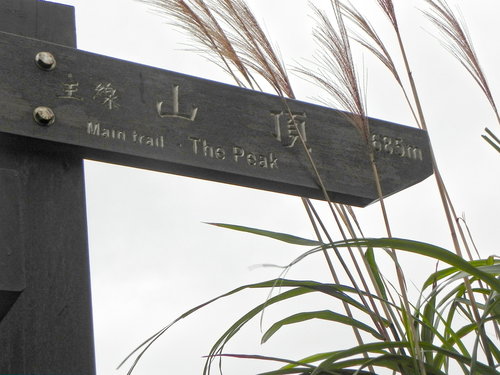 主線 山頂 685m
Main trail · The Peak